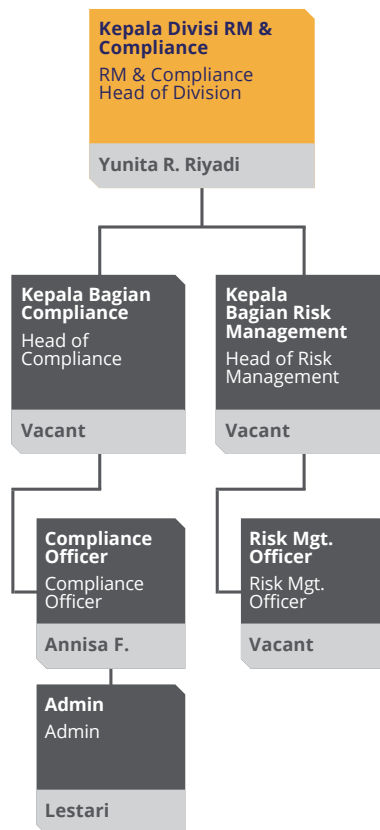 Kepala Divisi RM &
Compliance
RM & Compliance
Head of Division
Yunita R. Riyadi
Kepala Bagian
Compliance
Head of
Compliance
Vacant
Kepala
Bagian Risk
Management
Head of Risk
Management
Vacant
Compliance
Officer
Compliance
Officer
Annisa F.
Risk Mgt.
Officer
Risk Mgt.
Officer
Vacant
Admin
Admin
Lestari